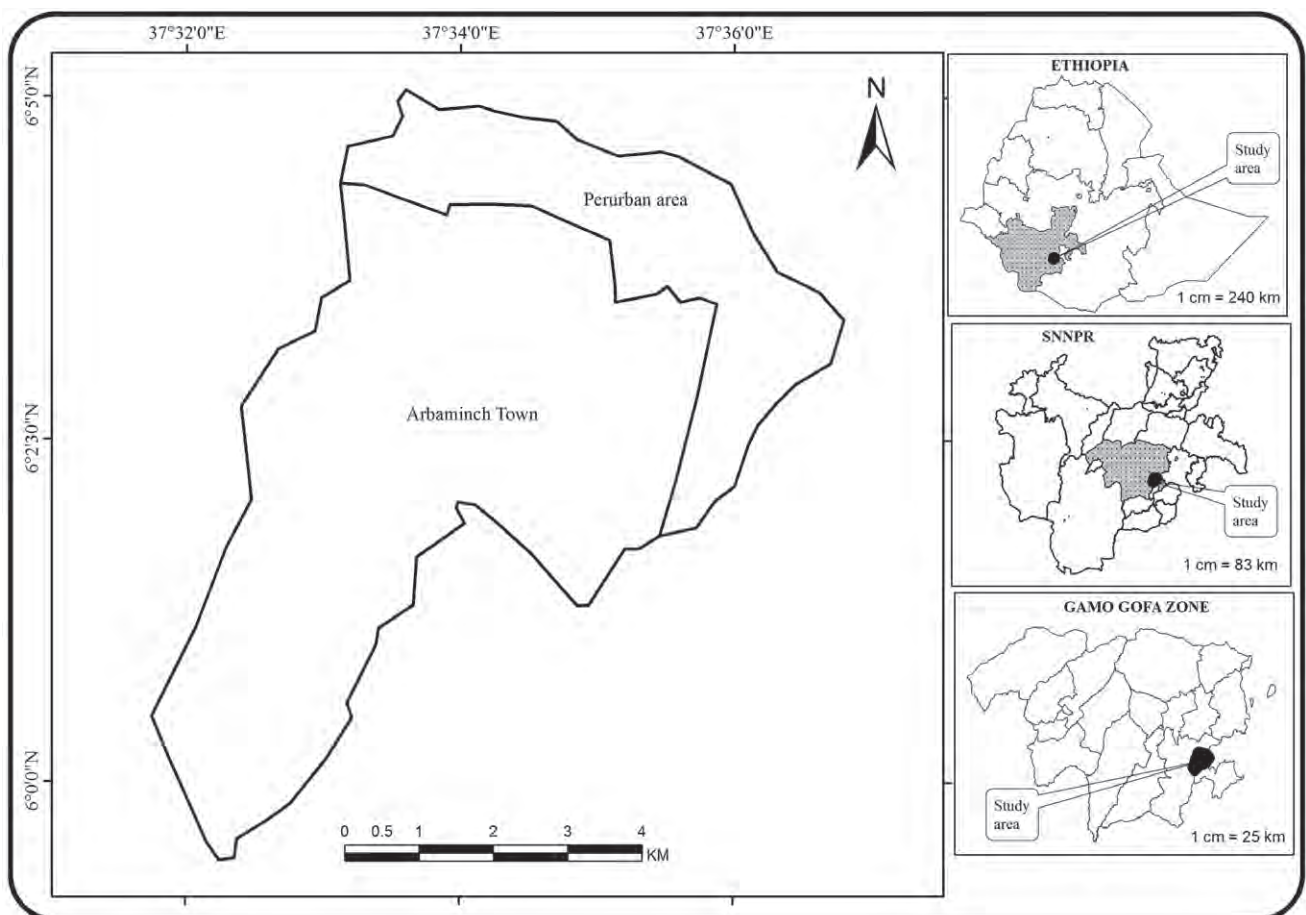 37°32'0"E
37°34'0"E
37°36'0"E
6°5'0"N
6°2'30"N
6°0'0"N
N
Perurban area
Arbaminch Town
0 0.5 1 2 3 4
KM
ETHIOPIA
Study
area
1 cm = 240 km
SNNPR
Study
area
1 cm = 83 km
GAMO GOFA ZONE
Study
area
1 cm = 25 km